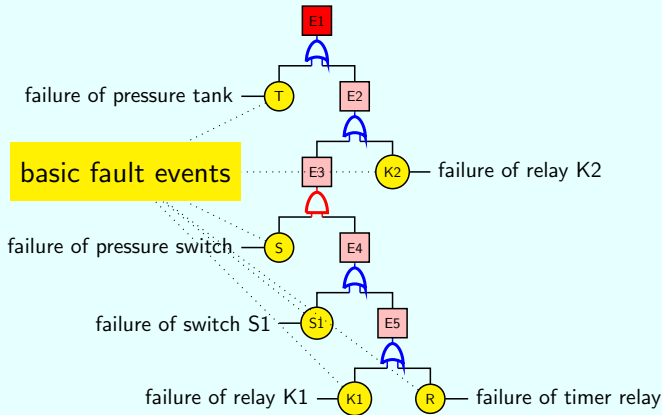 E1
failure of pressure tank T E2
basic fault events E3 K2 failure of relay K2
failure of pressure switch S E4
failure of switch S1 S1 E5
failure of relay K1 K1 R failure of timer relay